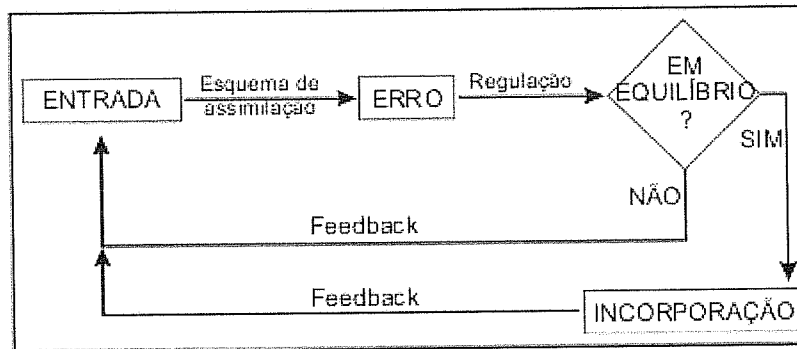 ENTRADA
Esquema de
assimilação
ERRO
Regulação
EM
EQUILÍBRIO
?
SIM
NÃO
Feedback
Feedback
INCORPORAÇÃO